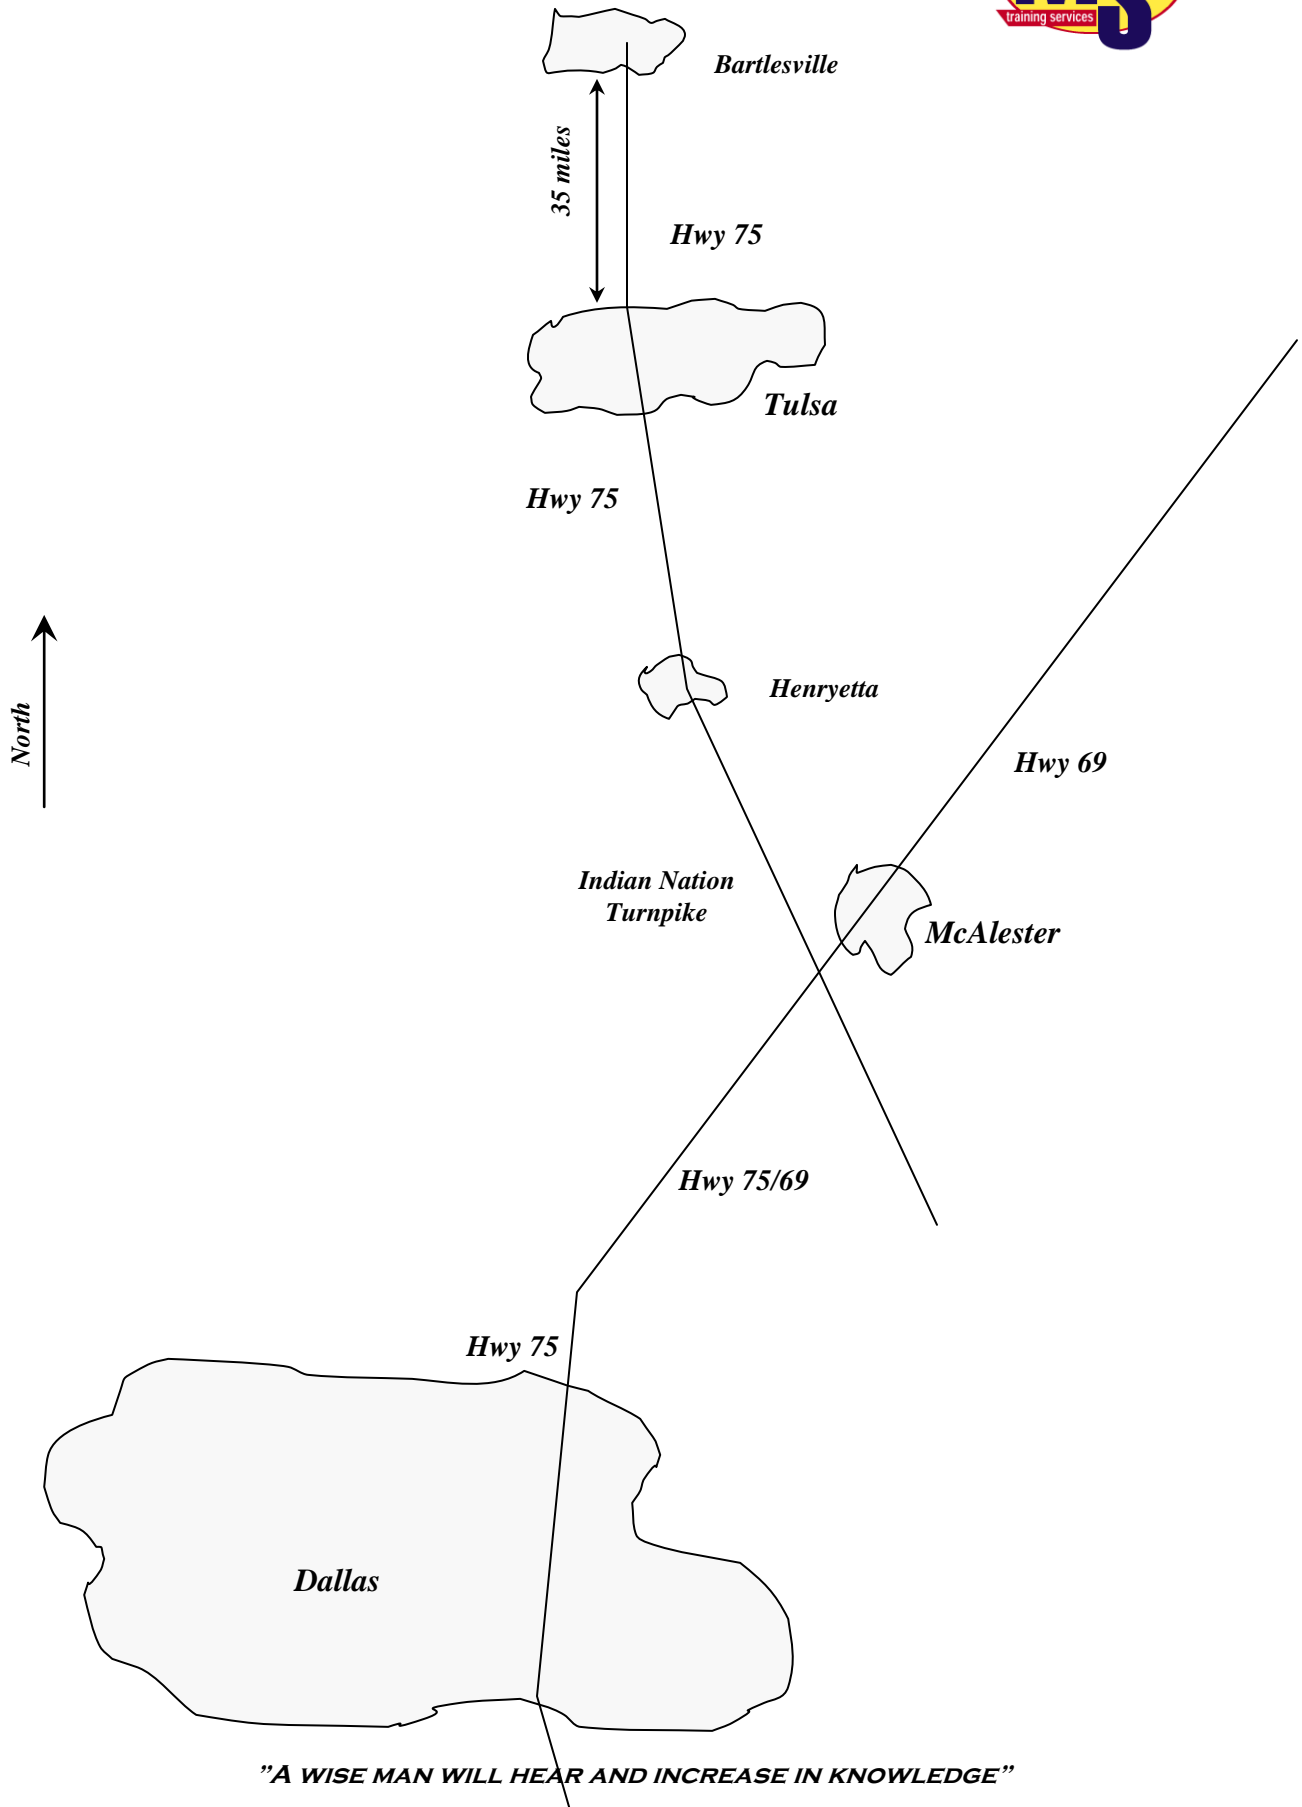 training services
Bartlesville
35 miles
Hwy 75
Tulsa
Hwy 75
Henryetta
North
Hwy 69
Indian Nation
Turnpike
McAlester
Hwy 75/69
Hwy 75
Dallas
”A WISE MAN WILL HEAR AND INCREASE IN KNOWLEDGE”